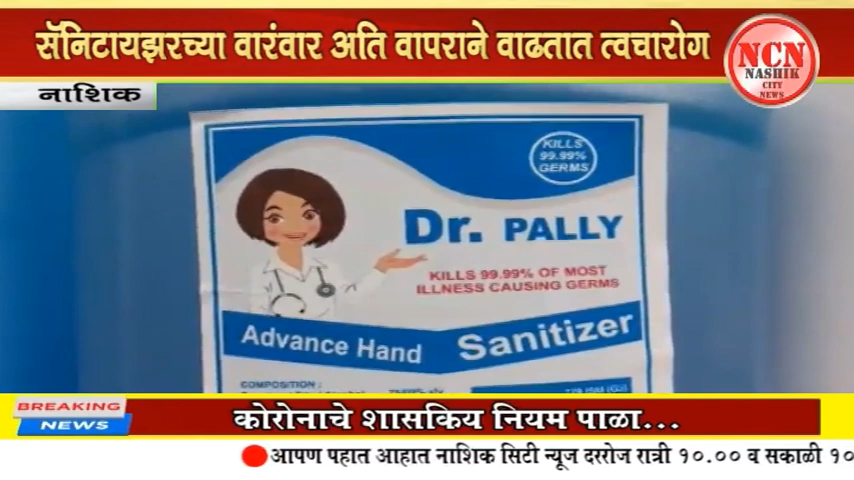 सॅनिटायझरच्या वारंवार अति वापराने वाढतात त्वचारोग
NCN
NASHIK
CITY
NEWS
नाशिक
KILLS
99.99%
GERMS
Dr. PALLY
KILLS 99.99% OF MOST
ILLNESS CAUSING GERMS
Advance Hand Sanitizer
COMPOSITION :
BREAKING
NEWS
कोरोनाचे शासकिय नियम पाळा...
आपण पहात आहात नाशिक सिटी न्यूज दररोज रात्री १०.०० व सकाळी १०